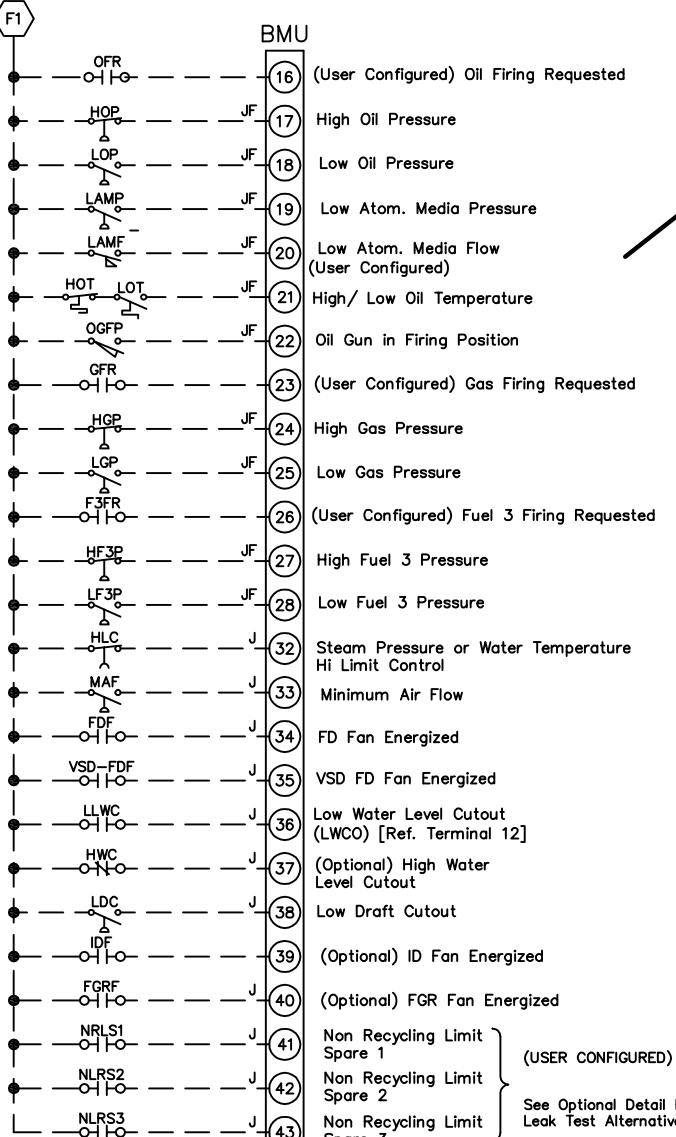 F1
BMU
OFR 16 (User Configured) Oil Firing Requested
HOP JF 17 High Oil Pressure
LOP JF 18 Low Oil Pressure
LAMP JF 19 Low Atom. Media Pressure
LAMF JF 20 Low Atom. Media Flow
(User Configured)
HOT LOT JF 21 High/ Low Oil Temperature
OGFP JF 22 Oil Gun in Firing Position
GFR 23 (User Configured) Gas Firing Requested
HGP JF 24 High Gas Pressure
LGP JF 25 Low Gas Pressure
F3FR 26 (User Configured) Fuel 3 Firing Requested
HF3P JF 27 High Fuel 3 Pressure
LF3P JF 28 Low Fuel 3 Pressure
HLC J 32 Steam Pressure or Water Temperature
Hi Limit Control
MAF J 33 Minimum Air Flow
FDF J 34 FD Fan Energized
VSD-FDF J 35 VSD FD Fan Energized
LLWC J 36 Low Water Level Cutout
(LWCO) [Ref. Terminal 12]
HWC J 37 (Optional) High Water
Level Cutout
LDC J 38 Low Draft Cutout
IDF 39 (Optional) ID Fan Energized
FGRF J 40 (Optional) FGR Fan Energized
NRLS1 J 41 Non Recycling Limit
Spare 1
(USER CONFIGURED)
NLRS2 J 42 Non Recycling Limit
Spare 2
See Optional Detail
Leak Test Alternativ
NLRS3 J 43 Non Recycling Limit
Spare 3